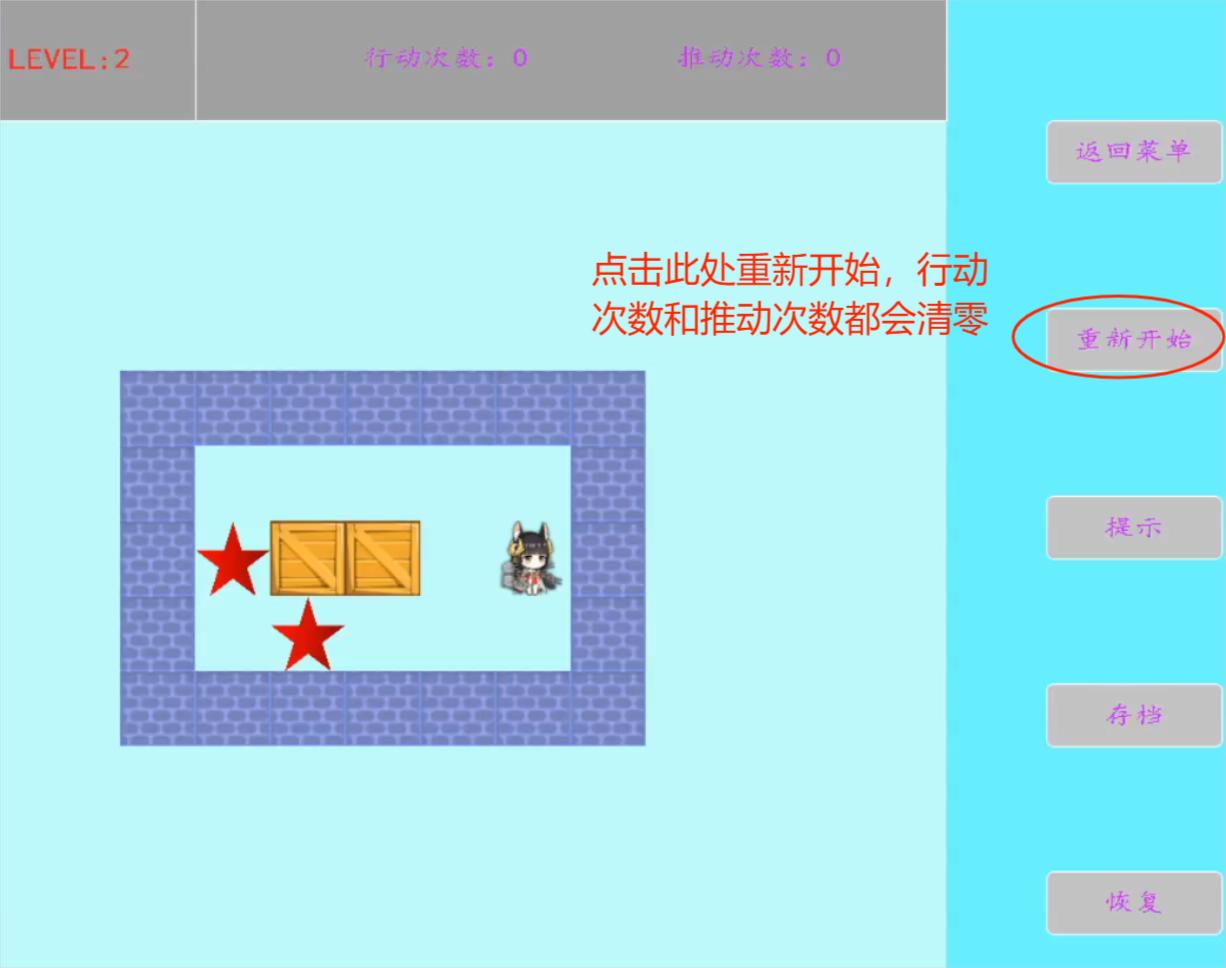 LEVEL:2
行动次数：0
推动次数：0
返回菜单
点击此处重新开始，行动
次数和推动次数都会清零
重新开始
提示
存档
恢复